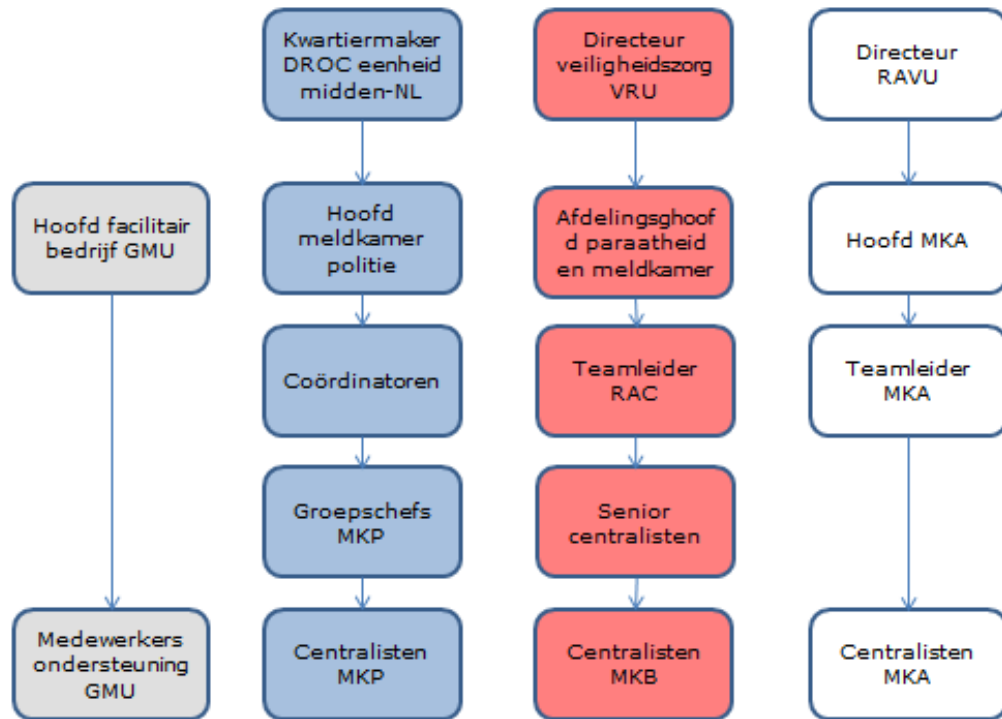 Kwartiermaker
DROC eenheid
midden-NL
Directeur
veiligheidszorg
VRU
Directeur
RAVU
Hoofd facilitair
bedrijf GMU
Hoofd
meldkamer
politie
Afdelingsghoof
d paraatheid
en meldkamer
Hoofd MKA
Coördinatoren
Teamleider
RAC
Teamleider
MKA
Groepschefs
MKP
Senior
centralisten
Medewerkers
ondersteuning
GMU
Centralisten
MKP
Centralisten
MKB
Centralisten
MKA